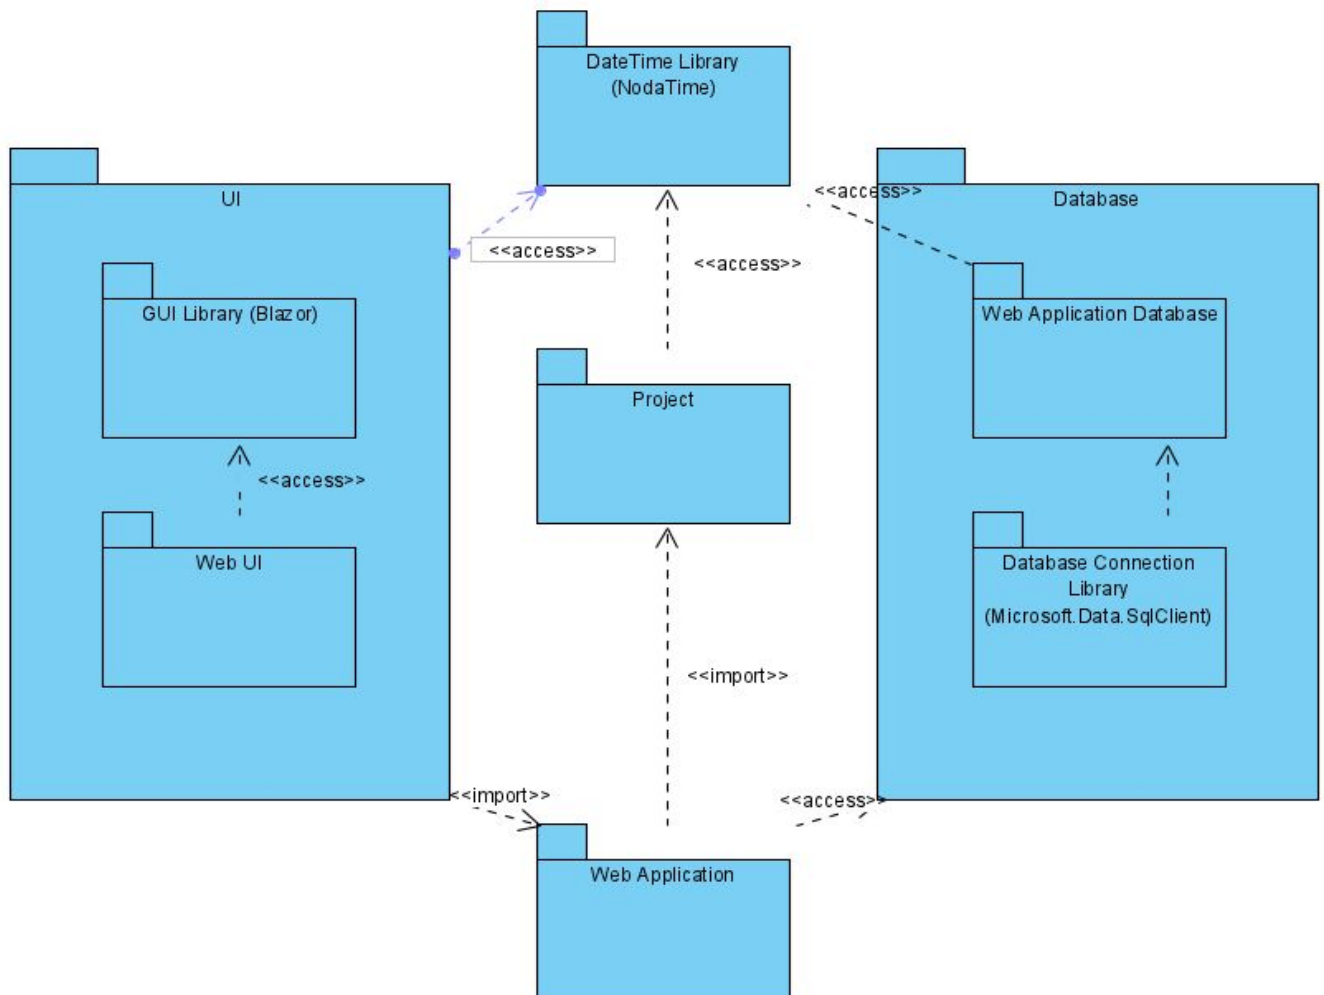 DateTime Library
(NodaTime)
UI
<<access>>
Database
<<access>>
<<access>>
GUI Library (Blazor)
Web Application Database
Project
<<access>>
Web UI
Database Connection
Library
(Microsoft.Data.SqlClient)
<<import>>
<<import>>
<<access>>
Web Application